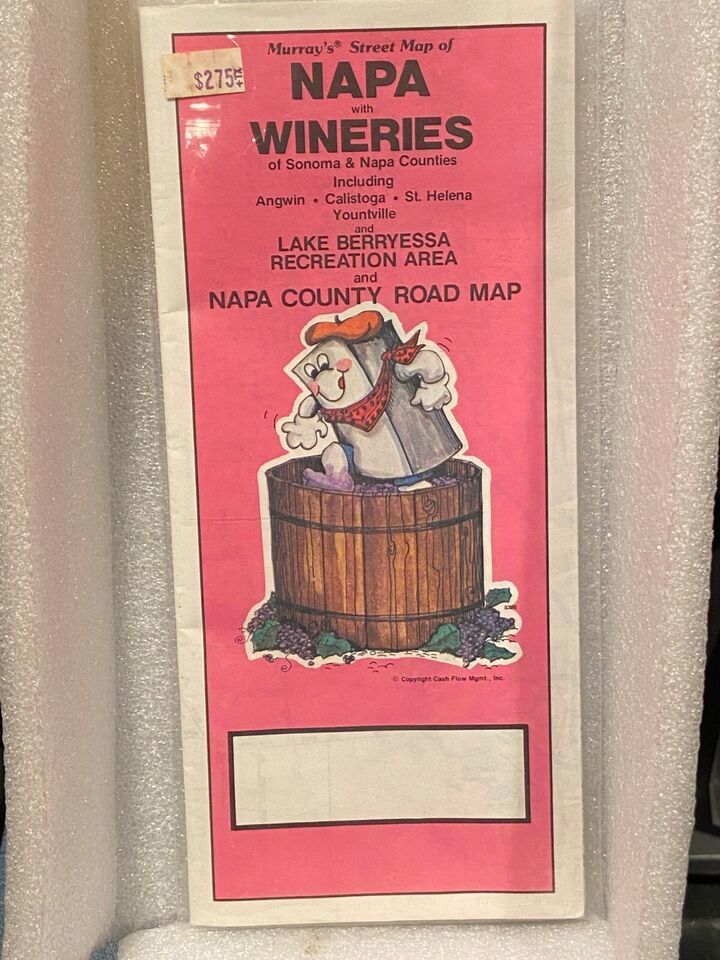 $2.75 +TX
Murray's® Street Map of
NAPA
with
WINERIES
of Sonoma & Napa Counties
Including
Angwin • Calistoga • St. Helena
Yountville
and
LAKE BERRYESSA
RECREATION AREA
and
NAPA COUNTY ROAD MAP
© Copyright Cash Flow Mgmt., Inc.